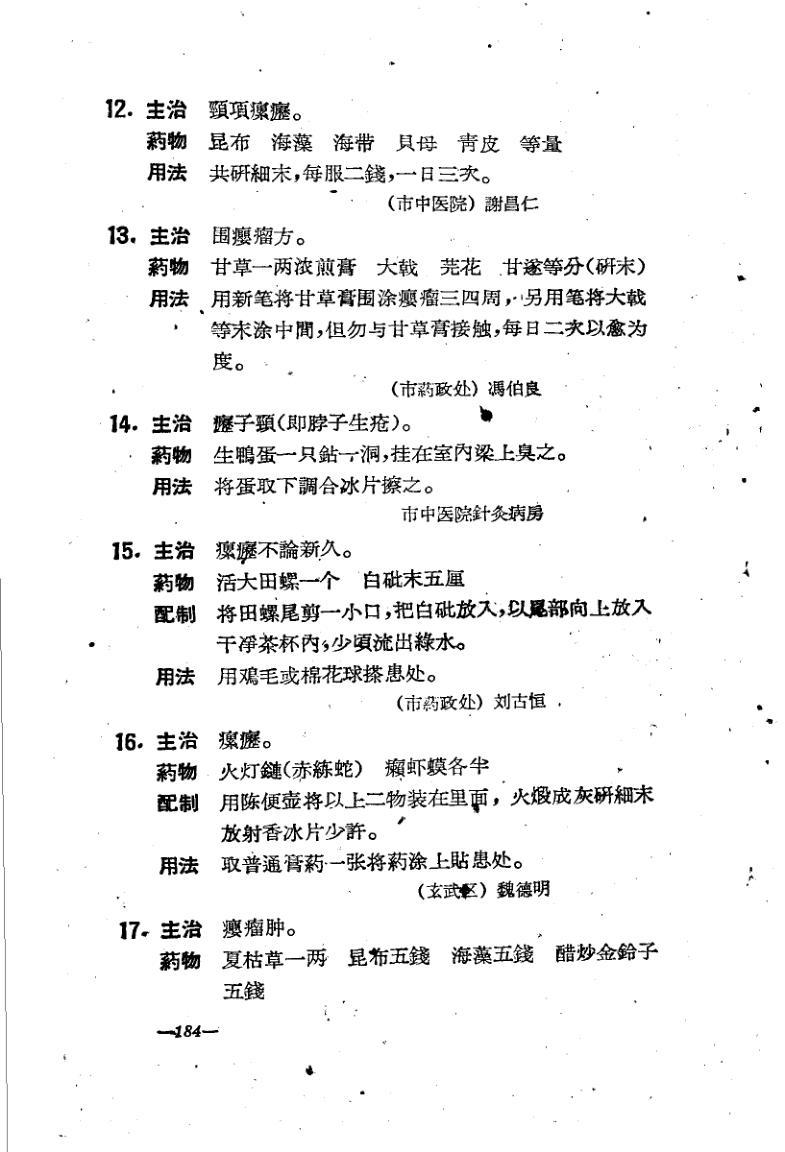 12. 主治 頸項瘰癧。
葯物 昆布 海藻 海带 貝母 青皮 等量
用法 共研細末,每服二錢,一日三次。
(市中医院) 謝昌仁
13. 主治 围癭瘤方。
葯物 甘草一两浓煎膏 大戟 芫花 甘遂等分(研末)
用法 用新笔将甘草膏围涂癭瘤三四周,另用笔将大戟
等末涂中間,但勿与甘草膏接触,每日二次以愈为
度。
(市葯政处) 馮伯良
14. 主治 癧子頸(即脖子生疮)。
葯物 生鴨蛋一只鉆一洞,挂在室內梁上臭之。
用法 将蛋取下調合冰片擦之。
市中医院針灸病房
15. 主治 瘰癧不論新久。
葯物 活大田螺一个 白砒末五厘
配制 将田螺尾剪一小口,把白砒放入,以尾部向上放入
干凈茶杯內,少頃流出綠水。
用法 用鸡毛或棉花球搽患处。
(市葯政处) 刘古恒
16. 主治 瘰癧。
葯物 火灯鏈(赤練蛇) 癩虾蟆各半
配制 用陈便壶将以上二物装在里面,火煅成灰研細末
放射香冰片少許。
用法 取普通膏葯一张将葯涂上貼患处。
(玄武区) 魏德明
17. 主治 癭瘤肿。
葯物 夏枯草一两 昆布五錢 海藻五錢 醋炒金鈴子
五錢
—184—